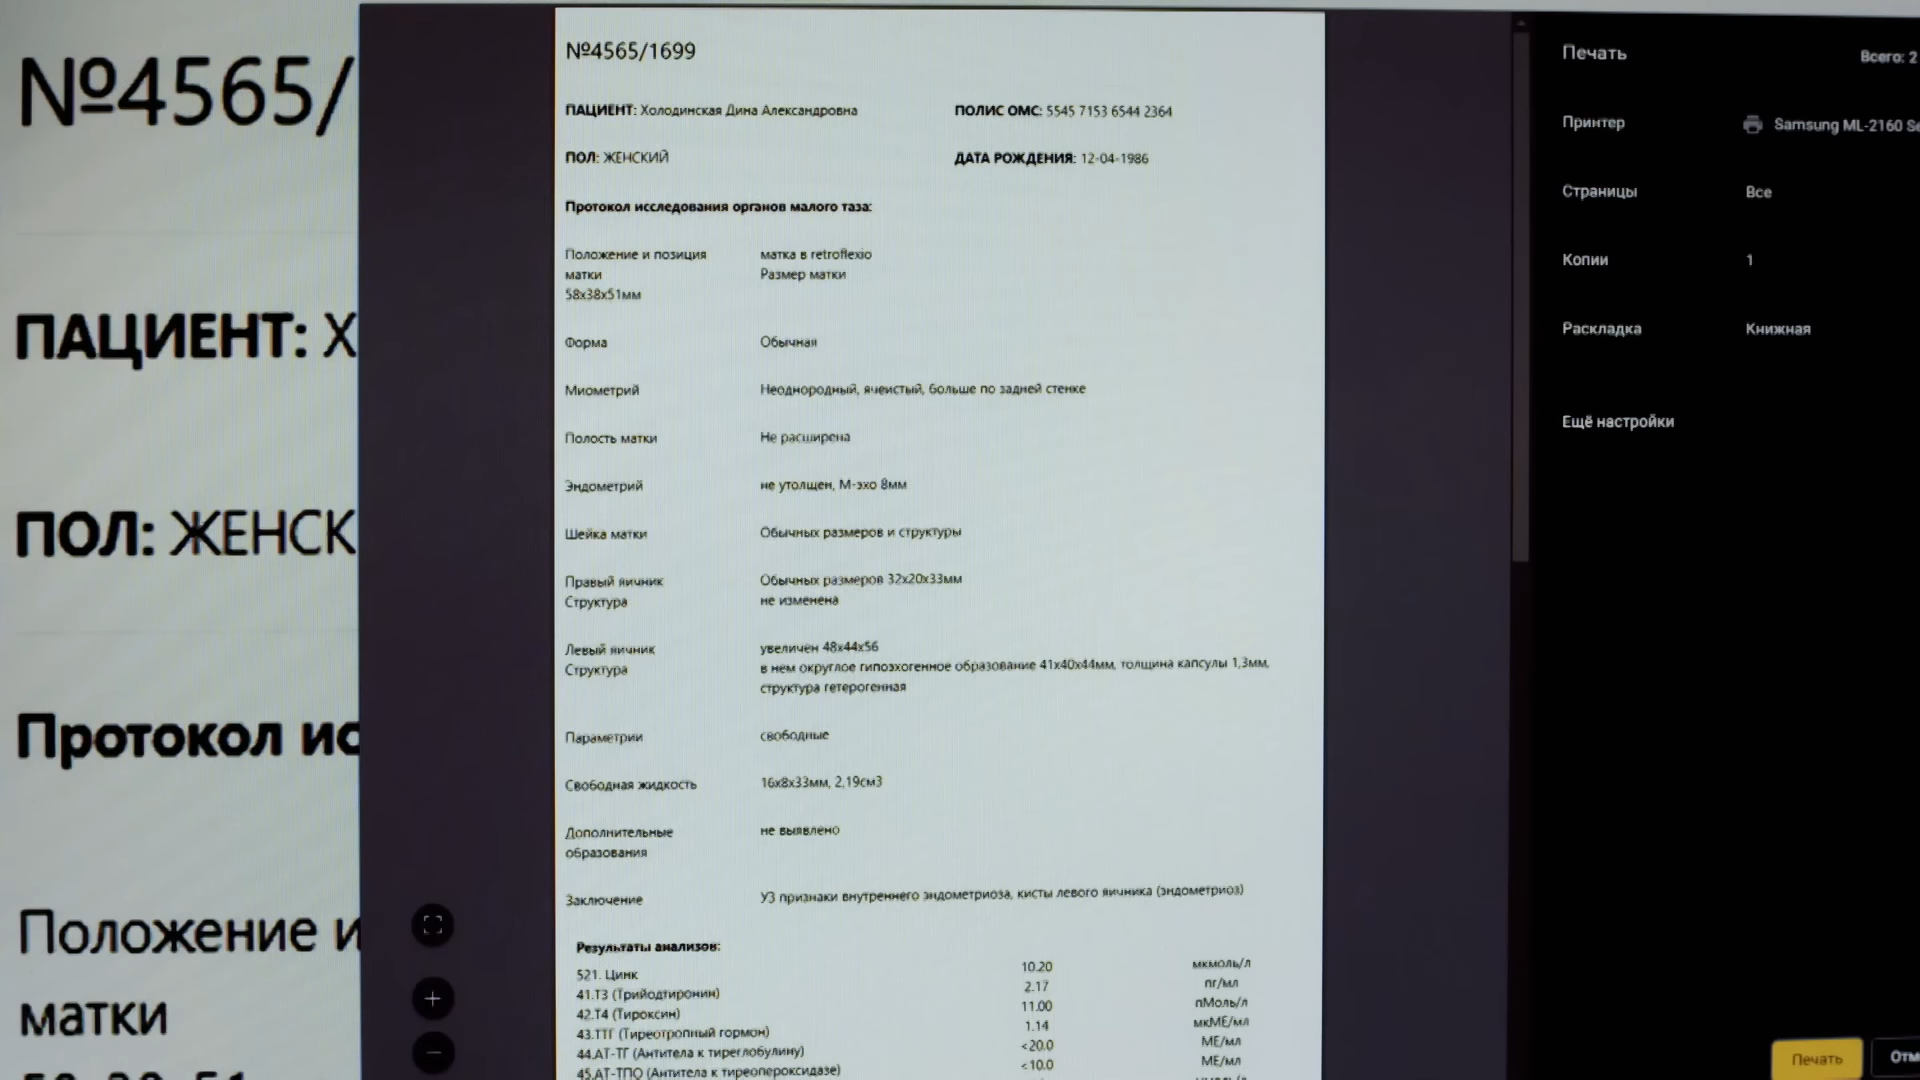 №4565/
ПАЦИЕНТ: Х
ПОЛ: ЖЕНСК
Протокол ис
Положение и
матки
№4565/1699
ПАЦИЕНТ: Холодинская Дина Александровна
ПОЛИС ОМС: 5545 7153 6544 2364
ПОЛ: ЖЕНСКИЙ
ДАТА РОЖДЕНИЯ: 12-04-1986
Протокол исследования органов малого таза:
Положение и позиция матка в retroflexio
матки Размер матки
58х38х51мм
Форма Обычная
Миометрий Неоднородный, ячеистый, больше по задней стенке
Полость матки Не расширена
Эндометрий не утолщен, М-эхо 8мм
Шейка матки Обычных размеров и структуры
Правый яичник Обычных размеров 32х20х33мм
Структура не изменена
Левый яичник увеличен 48х44х56
Структура в нем округлое гипоэхогенное образование 41х40х44мм, толщина капсулы 1,3мм,
структура гетерогенная
Параметрии свободные
Свободная жидкость 16х8х33мм, 2.19см3
Дополнительные не выявлено
образования
Заключение УЗ признаки внутреннего эндометриоза, кисты левого яичника (эндометриоз)
Результаты анализов:
521. Цинк 10.20 мкмоль/л
41.Т3 (Трийодтиронин) 2.17 пг/мл
42.Т4 (Тироксин) 11.00 пМоль/л
43.ТТГ (Тиреотропный гормон) 1.14 мкМЕ/мл
44.АТ-ТГ (Антитела к тиреглобулину) <20.0 МЕ/мл
45.АТ-ТПО (Антитела к тиреопероксидазе) <10.0 МЕ/мл
Печать Всего: 2
Принтер Samsung ML-2160 Se
Страницы Все
Копии 1
Раскладка Книжная
Ещё настройки
Печать Отм